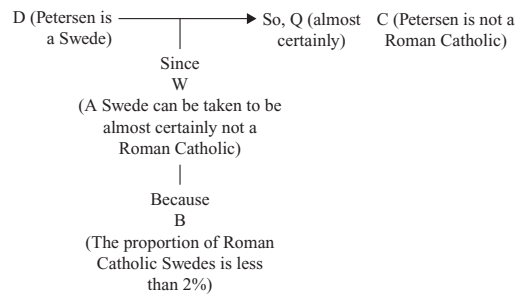 D (Petersen is
a Swede)
So, Q (almost
certainly)
C (Petersen is not a
Roman Catholic)
Since
W
(A Swede can be taken to be
almost certainly not a
Roman Catholic)
Because
B
(The proportion of Roman
Catholic Swedes is less
than 2%)